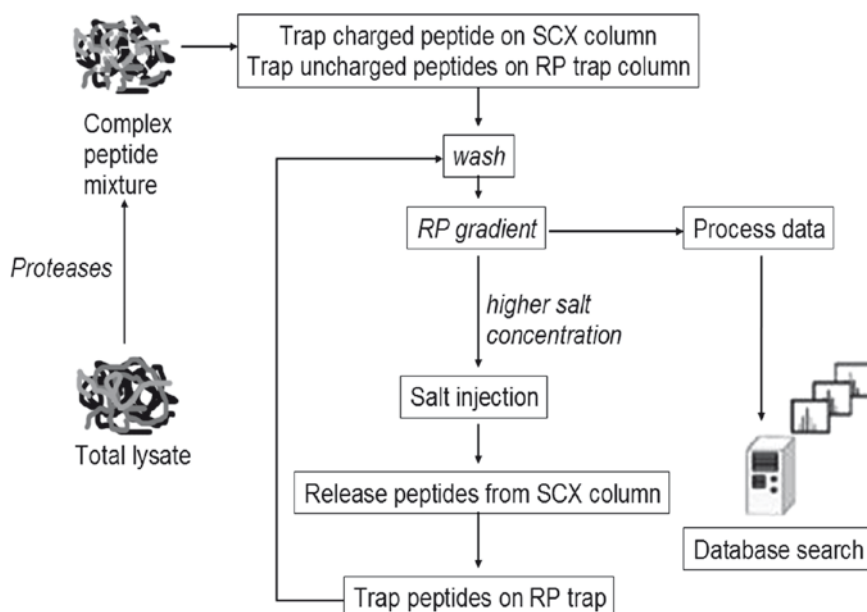 Trap charged peptide on SCX column
Trap uncharged peptides on RP trap column
Complex
peptide
mixture
wash
RP gradient
Process data
Proteases
higher salt
concentration
Salt injection
Total lysate
Release peptides from SCX column
Database search
Trap peptides on RP trap